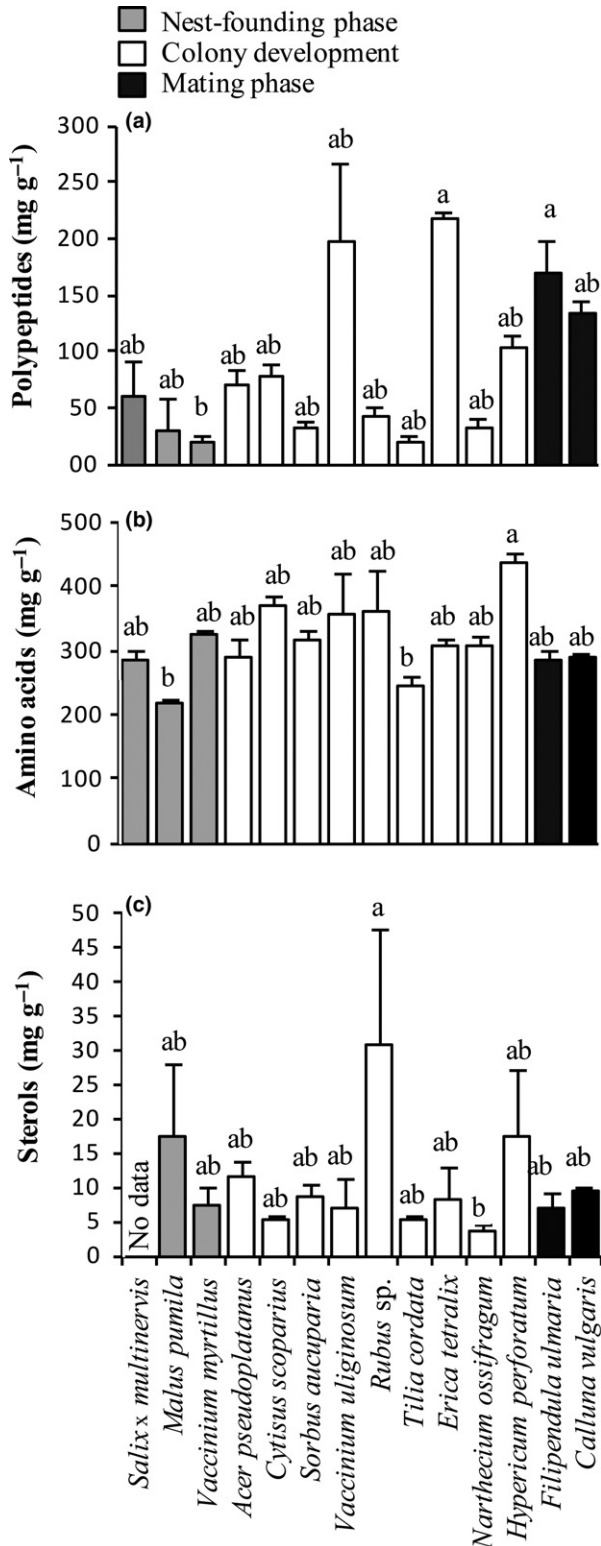 Nest-founding phase
Colony development
Mating phase
(a)
Polypeptides (mg g⁻¹)
300
250
200
150
100
50
00
ab
ab
b
ab
ab
ab
ab
ab
ab
a
ab
ab
a
ab
(b)
Amino acids (mg g⁻¹)
500
400
300
200
100
0
ab
b
ab
ab
ab
ab
ab
ab
b
ab
ab
a
ab
ab
(c)
Sterols (mg g⁻¹)
50
45
40
35
30
25
20
15
10
5
0
No data
ab
ab
ab
ab
ab
ab
a
ab
ab
b
ab
ab
ab
Salix x multinervis
Malus pumila
Vaccinium myrtillus
Acer pseudoplatanus
Cytisus scoparius
Sorbus aucuparia
Vaccinium uliginosum
Rubus sp.
Tilia cordata
Erica tetralix
Narthecium ossifragum
Hypericum perforatum
Filipendula ulmaria
Calluna vulgaris